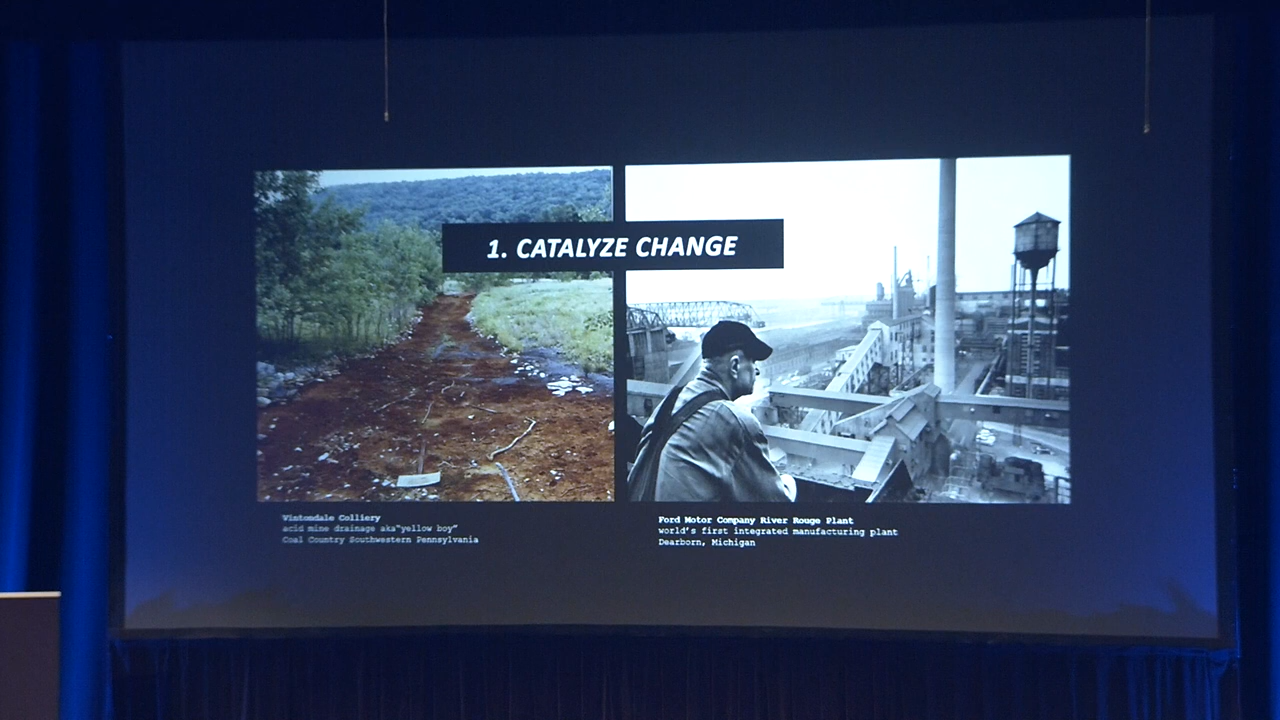 1. CATALYZE CHANGE
Vintondale Colliery
acid mine drainage aka"yellow boy"
Coal Country Southwestern Pennsylvania
Ford Motor Company River Rouge Plant
world's first integrated manufacturing plant
Dearborn, Michigan